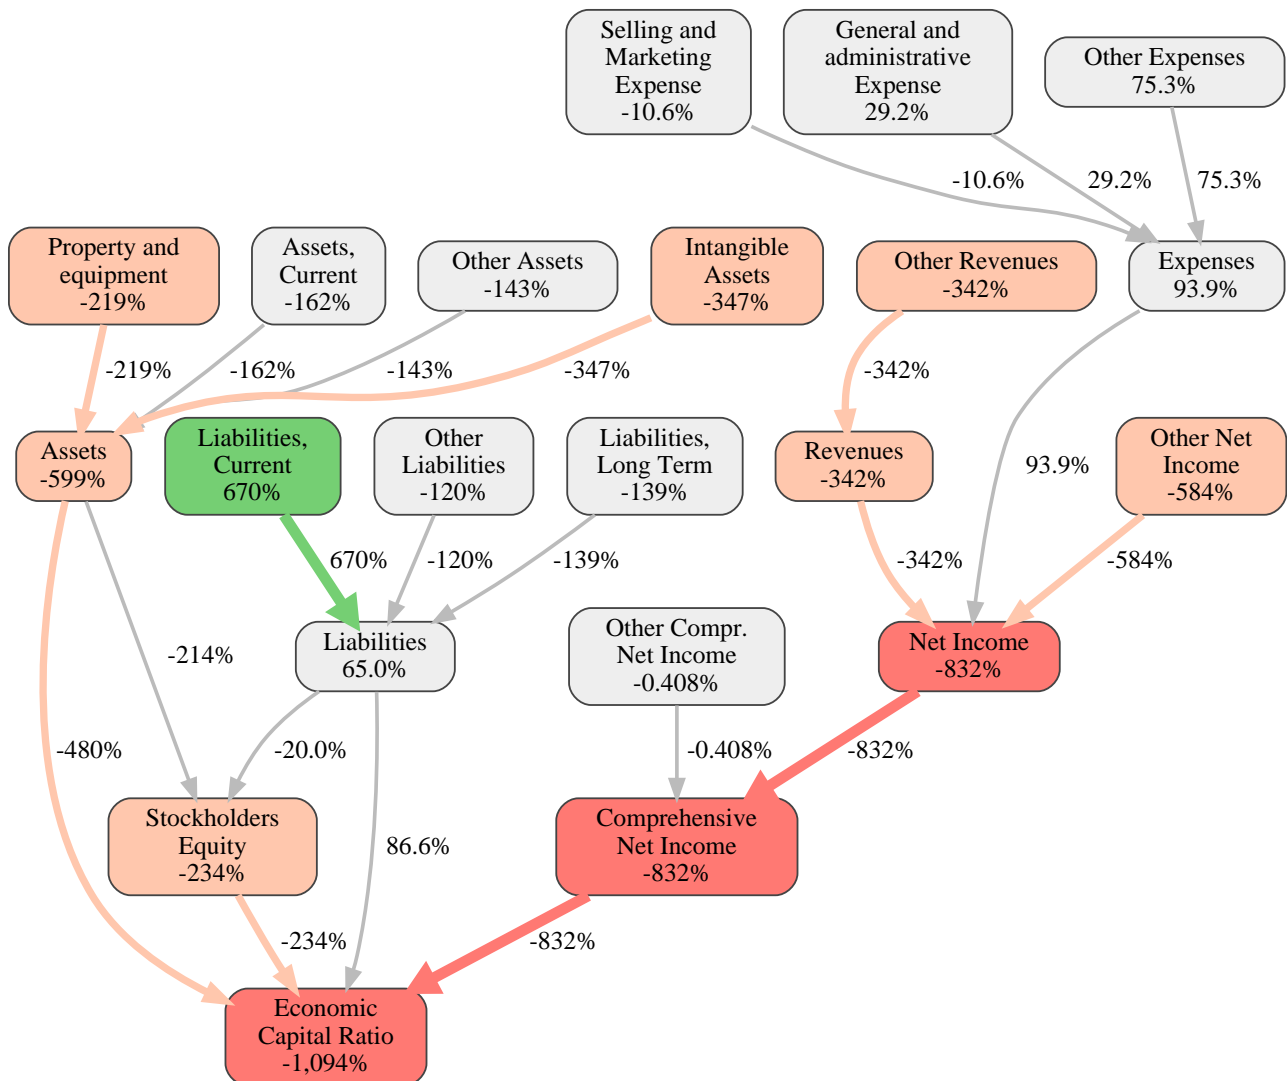 Selling and
Marketing
Expense
-10.6%
General and
administrative
Expense
29.2%
Other Expenses
75.3%
-10.6%
29.2%
75.3%
Property and
equipment
-219%
Assets,
Current
-162%
Other Assets
-143%
Intangible
Assets
-347%
Other Revenues
-342%
Expenses
93.9%
-219%
-162%
-143%
-347%
-342%
93.9%
Assets
-599%
Liabilities,
Current
670%
Other
Liabilities
-120%
Liabilities,
Long Term
-139%
Revenues
-342%
Other Net
Income
-584%
670%
-120%
-139%
-342%
-584%
-214%
Liabilities
65.0%
Other Compr.
Net Income
-0.408%
Net Income
-832%
-480%
-20.0%
-0.408%
-832%
Stockholders
Equity
-234%
86.6%
Comprehensive
Net Income
-832%
-234%
-832%
Economic
Capital Ratio
-1,094%